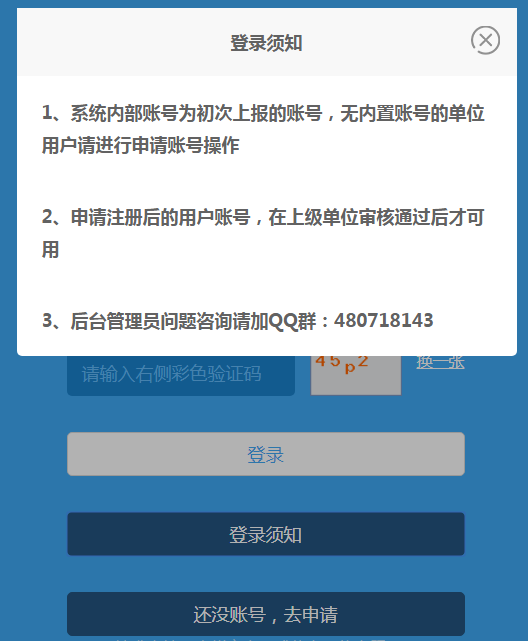 登录须知
1、系统内部账号为初次上报的账号，无内置账号的单位
用户请进行申请账号操作
2、申请注册后的用户账号，在上级单位审核通过后才可
用
3、后台管理员问题咨询请加QQ群：480718143
请输入右侧彩色验证码
45p2
换一张
登录
登录须知
还没账号，去申请